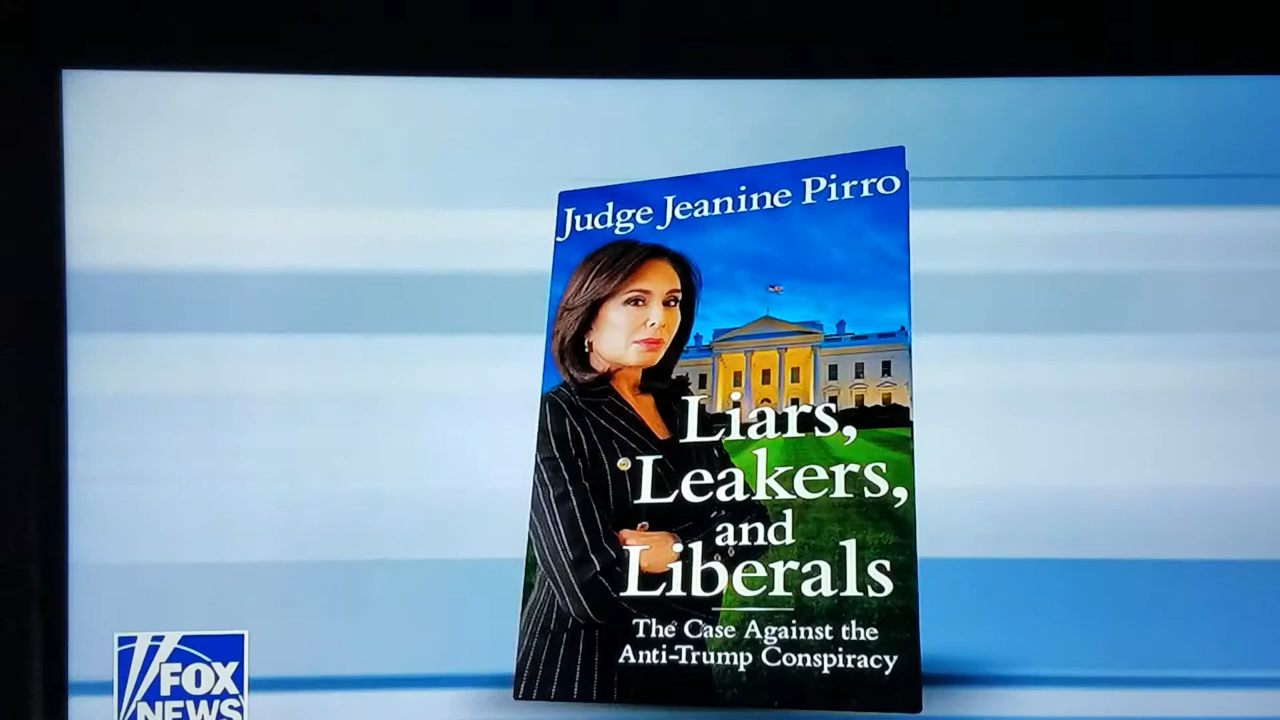 Judge Jeanine Pirro
Liars,
Leakers,
and
Liberals
The Case Against the
Anti-Trump Conspiracy
FOX
NEWS